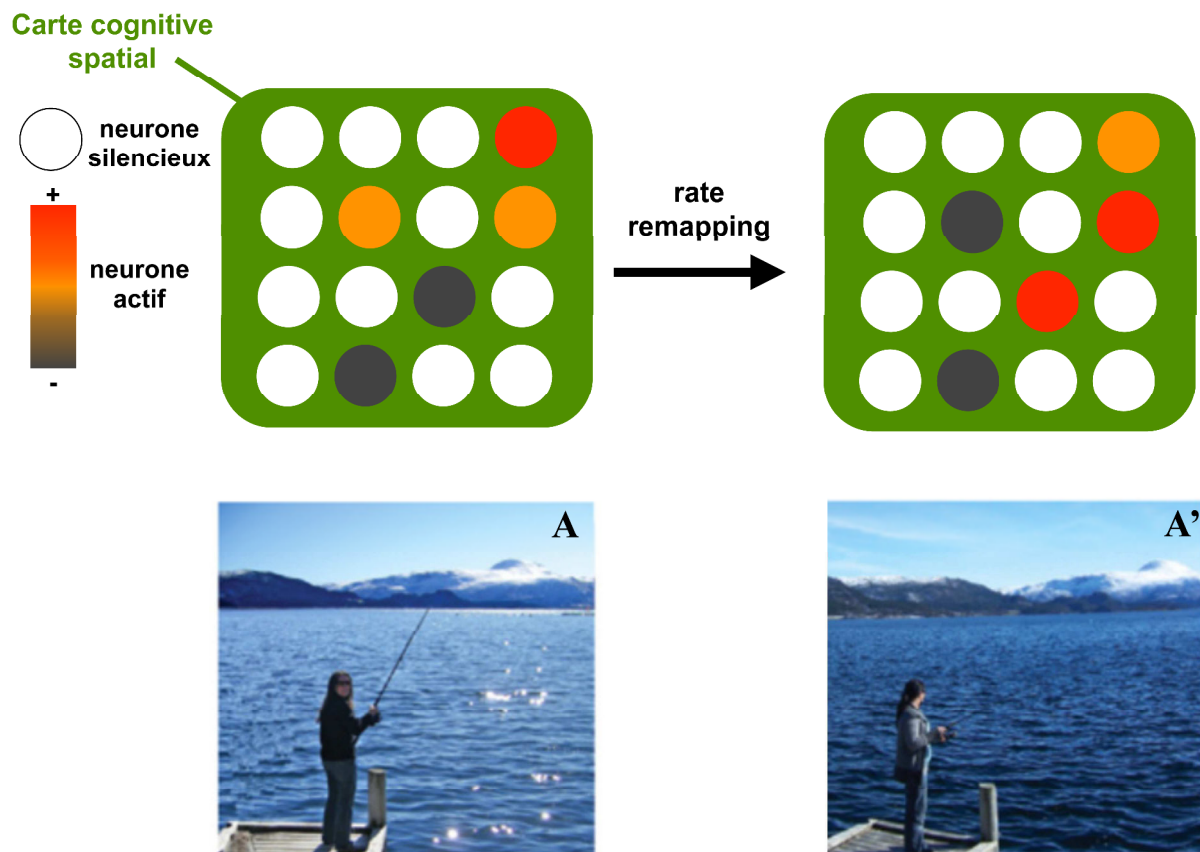 Carte cognitive
spatial
neurone
silencieux
+
neurone
actif
-
rate
remapping
A
A’